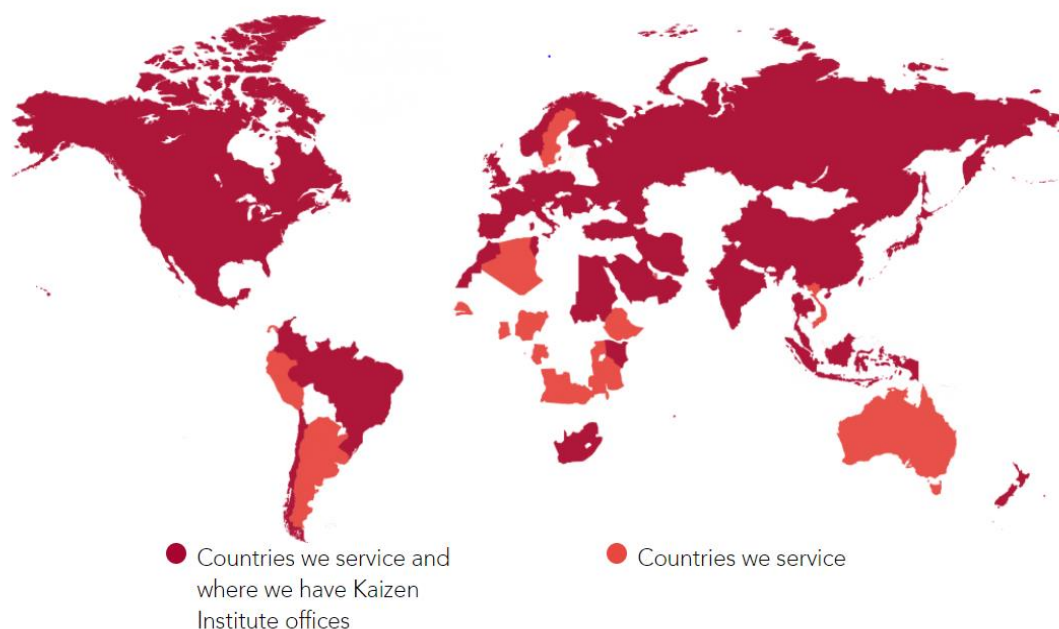 Countries we service and
where we have Kaizen
Institute offices
Countries we service